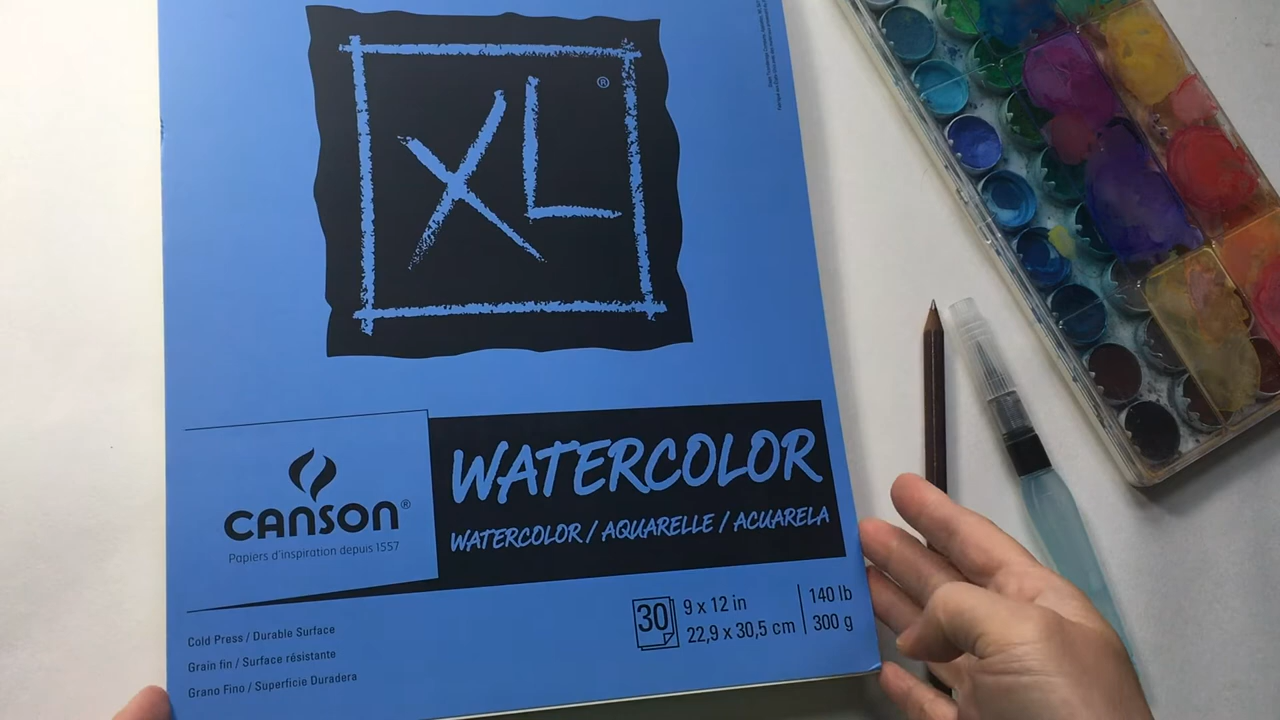 XL®
CANSON®
Papiers d'inspiration depuis 1557
WATERCOLOR
WATERCOLOR / AQUARELLE / ACUARELA
Cold Press / Durable Surface
Grain fin / Surface résistante
Grano Fino / Superficie Duradera
30
9 x 12 in
22,9 x 30,5 cm
140 lb
300 g